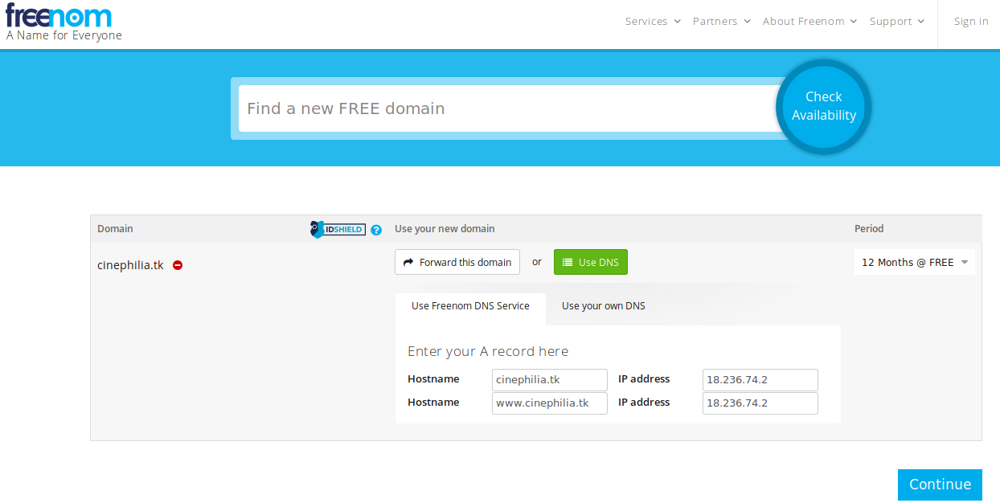 freenom
A Name for Everyone
Services Partners About Freenom Support Sign in
Find a new FREE domain
Check
Availability
Domain IDSHIELD ? Use your new domain Period
cinephilia.tk Forward this domain or Use DNS 12 Months @ FREE
Use Freenom DNS Service Use your own DNS
Enter your A record here
Hostname cinephilia.tk IP address 18.236.74.2
Hostname www.cinephilia.tk IP address 18.236.74.2
Continue